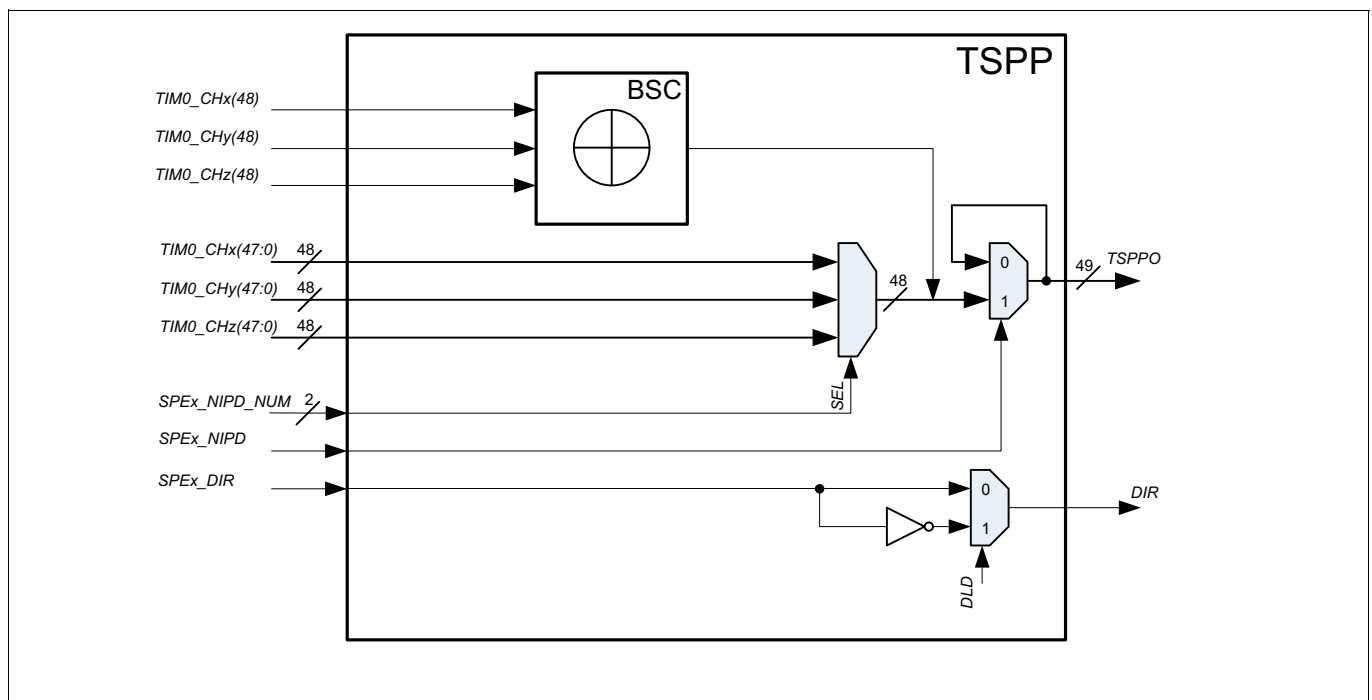 TSPP
BSC
TIM0_CHx(48)
TIM0_CHy(48)
TIM0_CHz(48)
TIM0_CHx(47:0)
48
TIM0_CHy(47:0)
48
TIM0_CHz(47:0)
48
48
0
1
49
TSPPO
SPEx_NIPD_NUM
2
SEL
SPEx_NIPD
SPEx_DIR
0
1
DIR
DLD